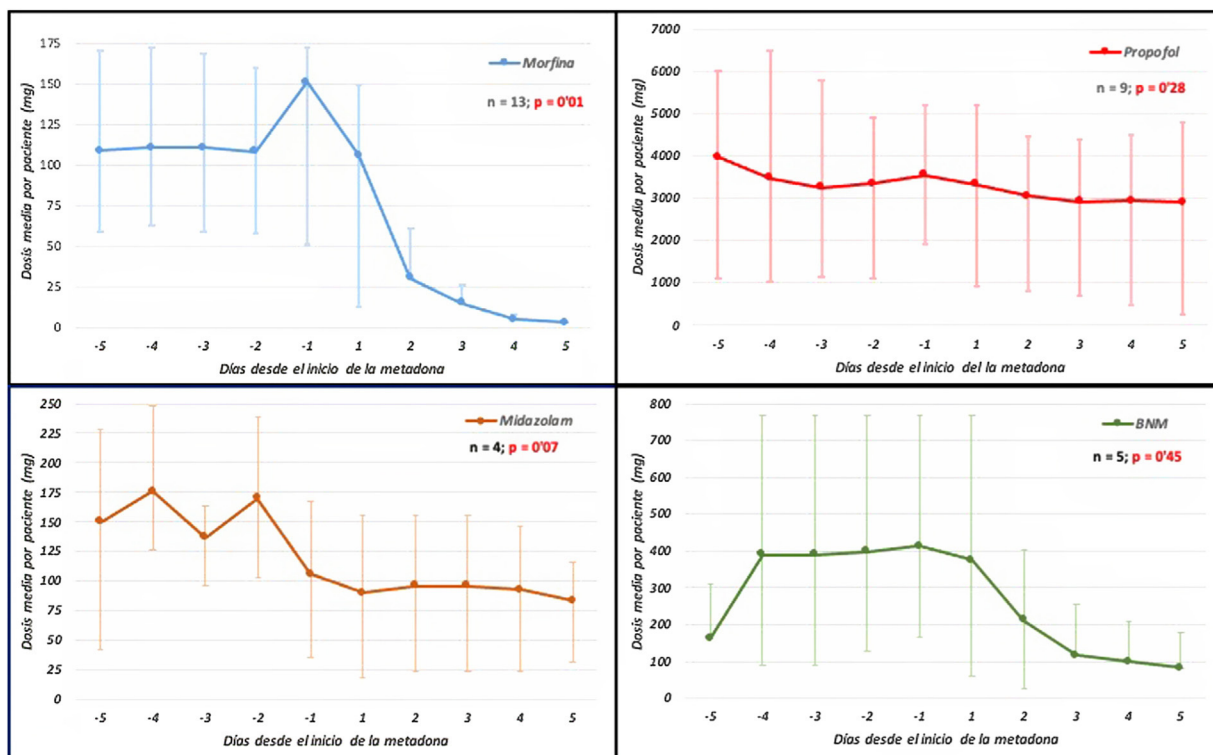 Morfina
n = 13; p = 0'01
Dosis media por paciente (mg)
175
150
125
100
75
50
25
0
-5 -4 -3 -2 -1 1 2 3 4 5
Días desde el inicio de la metadona
Propofol
n = 9; p = 0'28
Dosis media por paciente (mg)
7000
6000
5000
4000
3000
2000
1000
0
-5 -4 -3 -2 -1 1 2 3 4 5
Días desde el inicio del la metadona
Midazolam
n = 4; p = 0'07
Dosis media por paciente (mg)
250
225
200
175
150
125
100
75
50
25
0
-5 -4 -3 -2 -1 1 2 3 4 5
Días desde el inicio de la metadona
BNM
n = 5; p = 0'45
Dosis media por paciente (mg)
800
700
600
500
400
300
200
100
0
-5 -4 -3 -2 -1 1 2 3 4 5
Días desde el inicio de la metadona